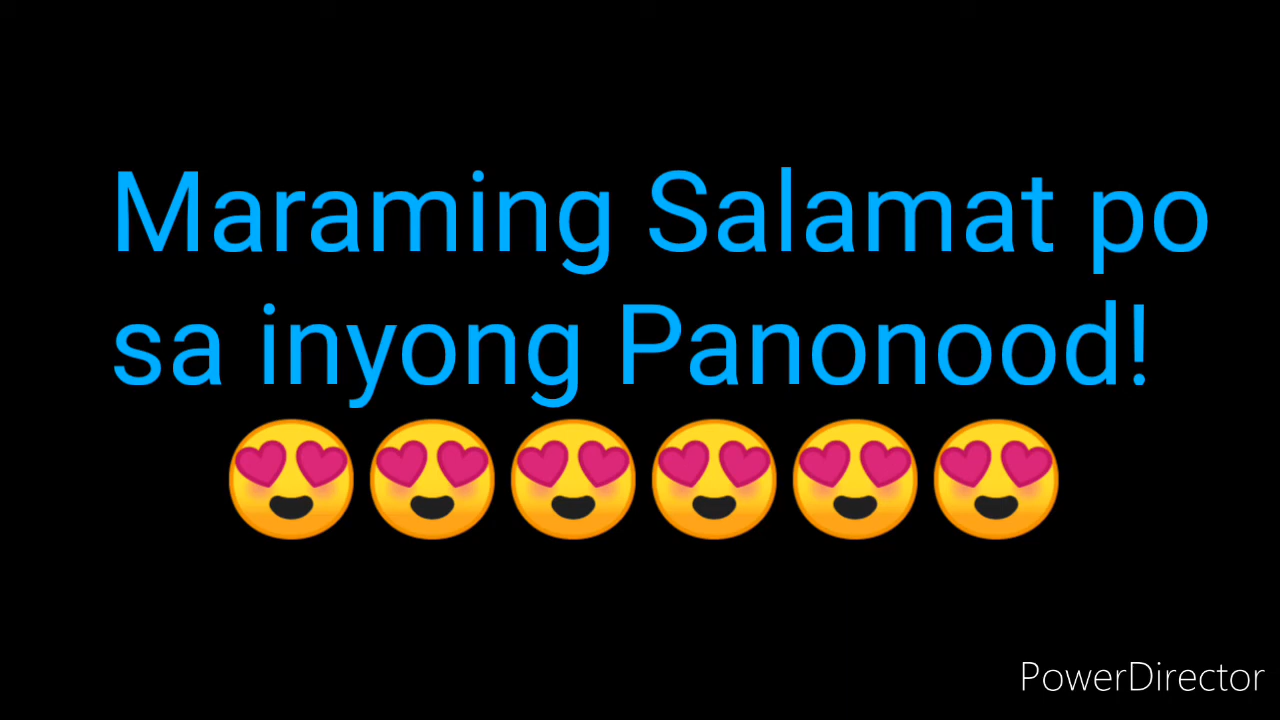 Maraming Salamat po
sa inyong Panonood!
😍😍😍😍😍😍
PowerDirector